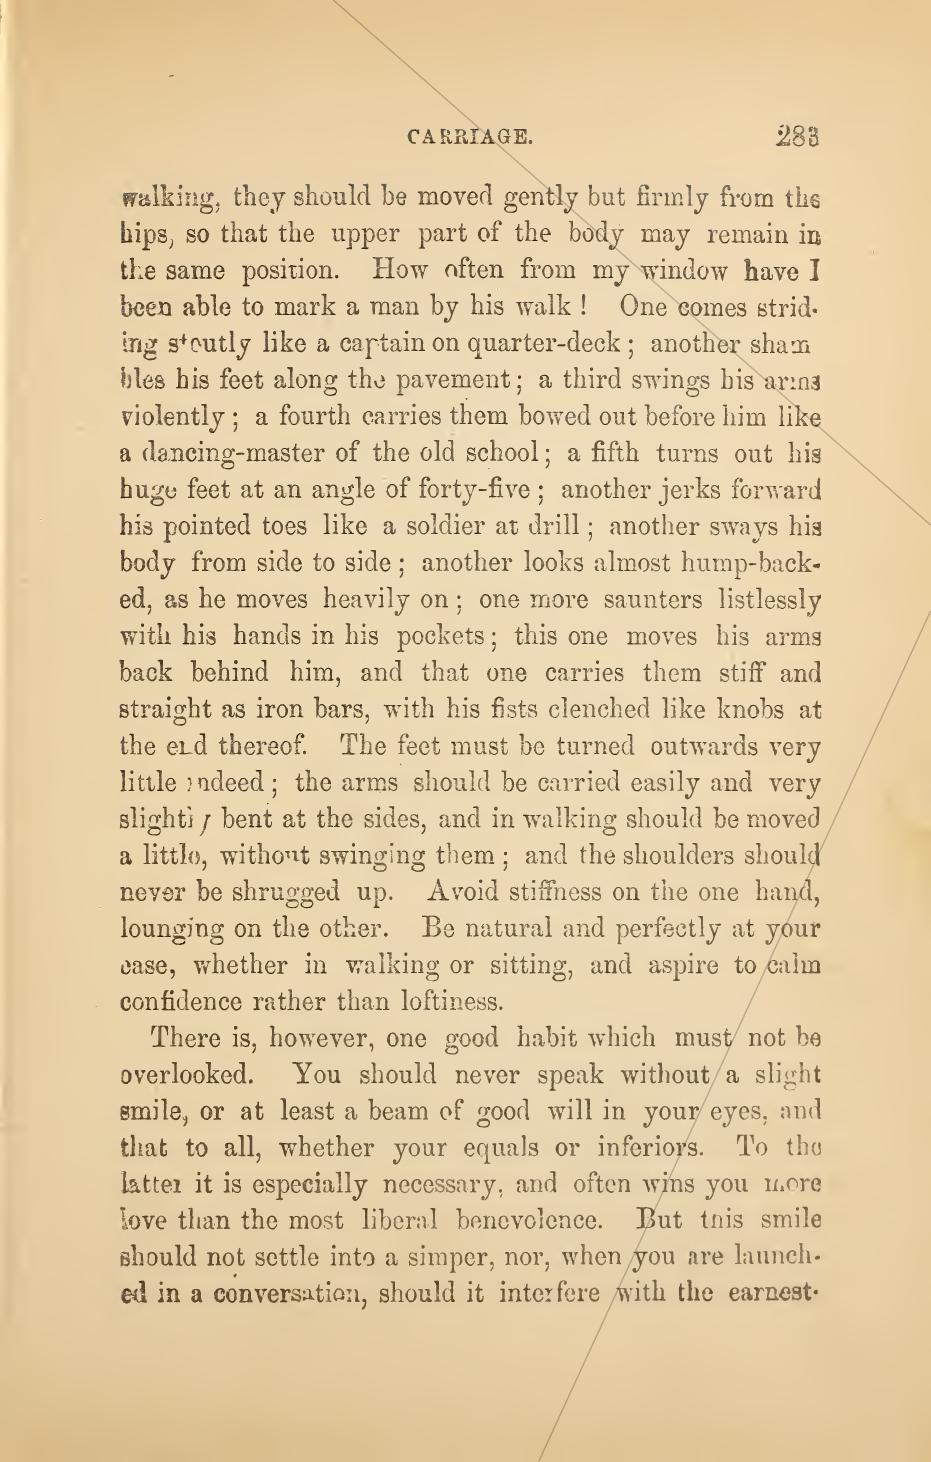 CARRIAGE. 283
walking, they should be moved gently but firmly from the
hips, so that the upper part of the body may remain in
the same position. How often from my window have I
been able to mark a man by his walk ! One comes strid-
ing stoutly like a captain on quarter-deck ; another sham
bles his feet along the pavement ; a third swings his arms
violently ; a fourth carries them bowed out before him like
a dancing-master of the old school ; a fifth turns out his
huge feet at an angle of forty-five ; another jerks forward
his pointed toes like a soldier at drill ; another sways his
body from side to side ; another looks almost hump-back-
ed, as he moves heavily on ; one more saunters listlessly
with his hands in his pockets ; this one moves his arms
back behind him, and that one carries them stiff and
straight as iron bars, with his fists clenched like knobs at
the end thereof. The feet must be turned outwards very
little indeed ; the arms should be carried easily and very
slightly bent at the sides, and in walking should be moved
a little, without swinging them ; and the shoulders should
never be shrugged up. Avoid stiffness on the one hand,
lounging on the other. Be natural and perfectly at your
ease, whether in walking or sitting, and aspire to calm
confidence rather than loftiness.
There is, however, one good habit which must not be
overlooked. You should never speak without a slight
smile, or at least a beam of good will in your eyes, and
that to all, whether your equals or inferiors. To the
latter it is especially necessary, and often wins you more
love than the most liberal benevolence. But this smile
should not settle into a simper, nor, when you are launch-
ed in a conversation, should it interfere with the earnest-